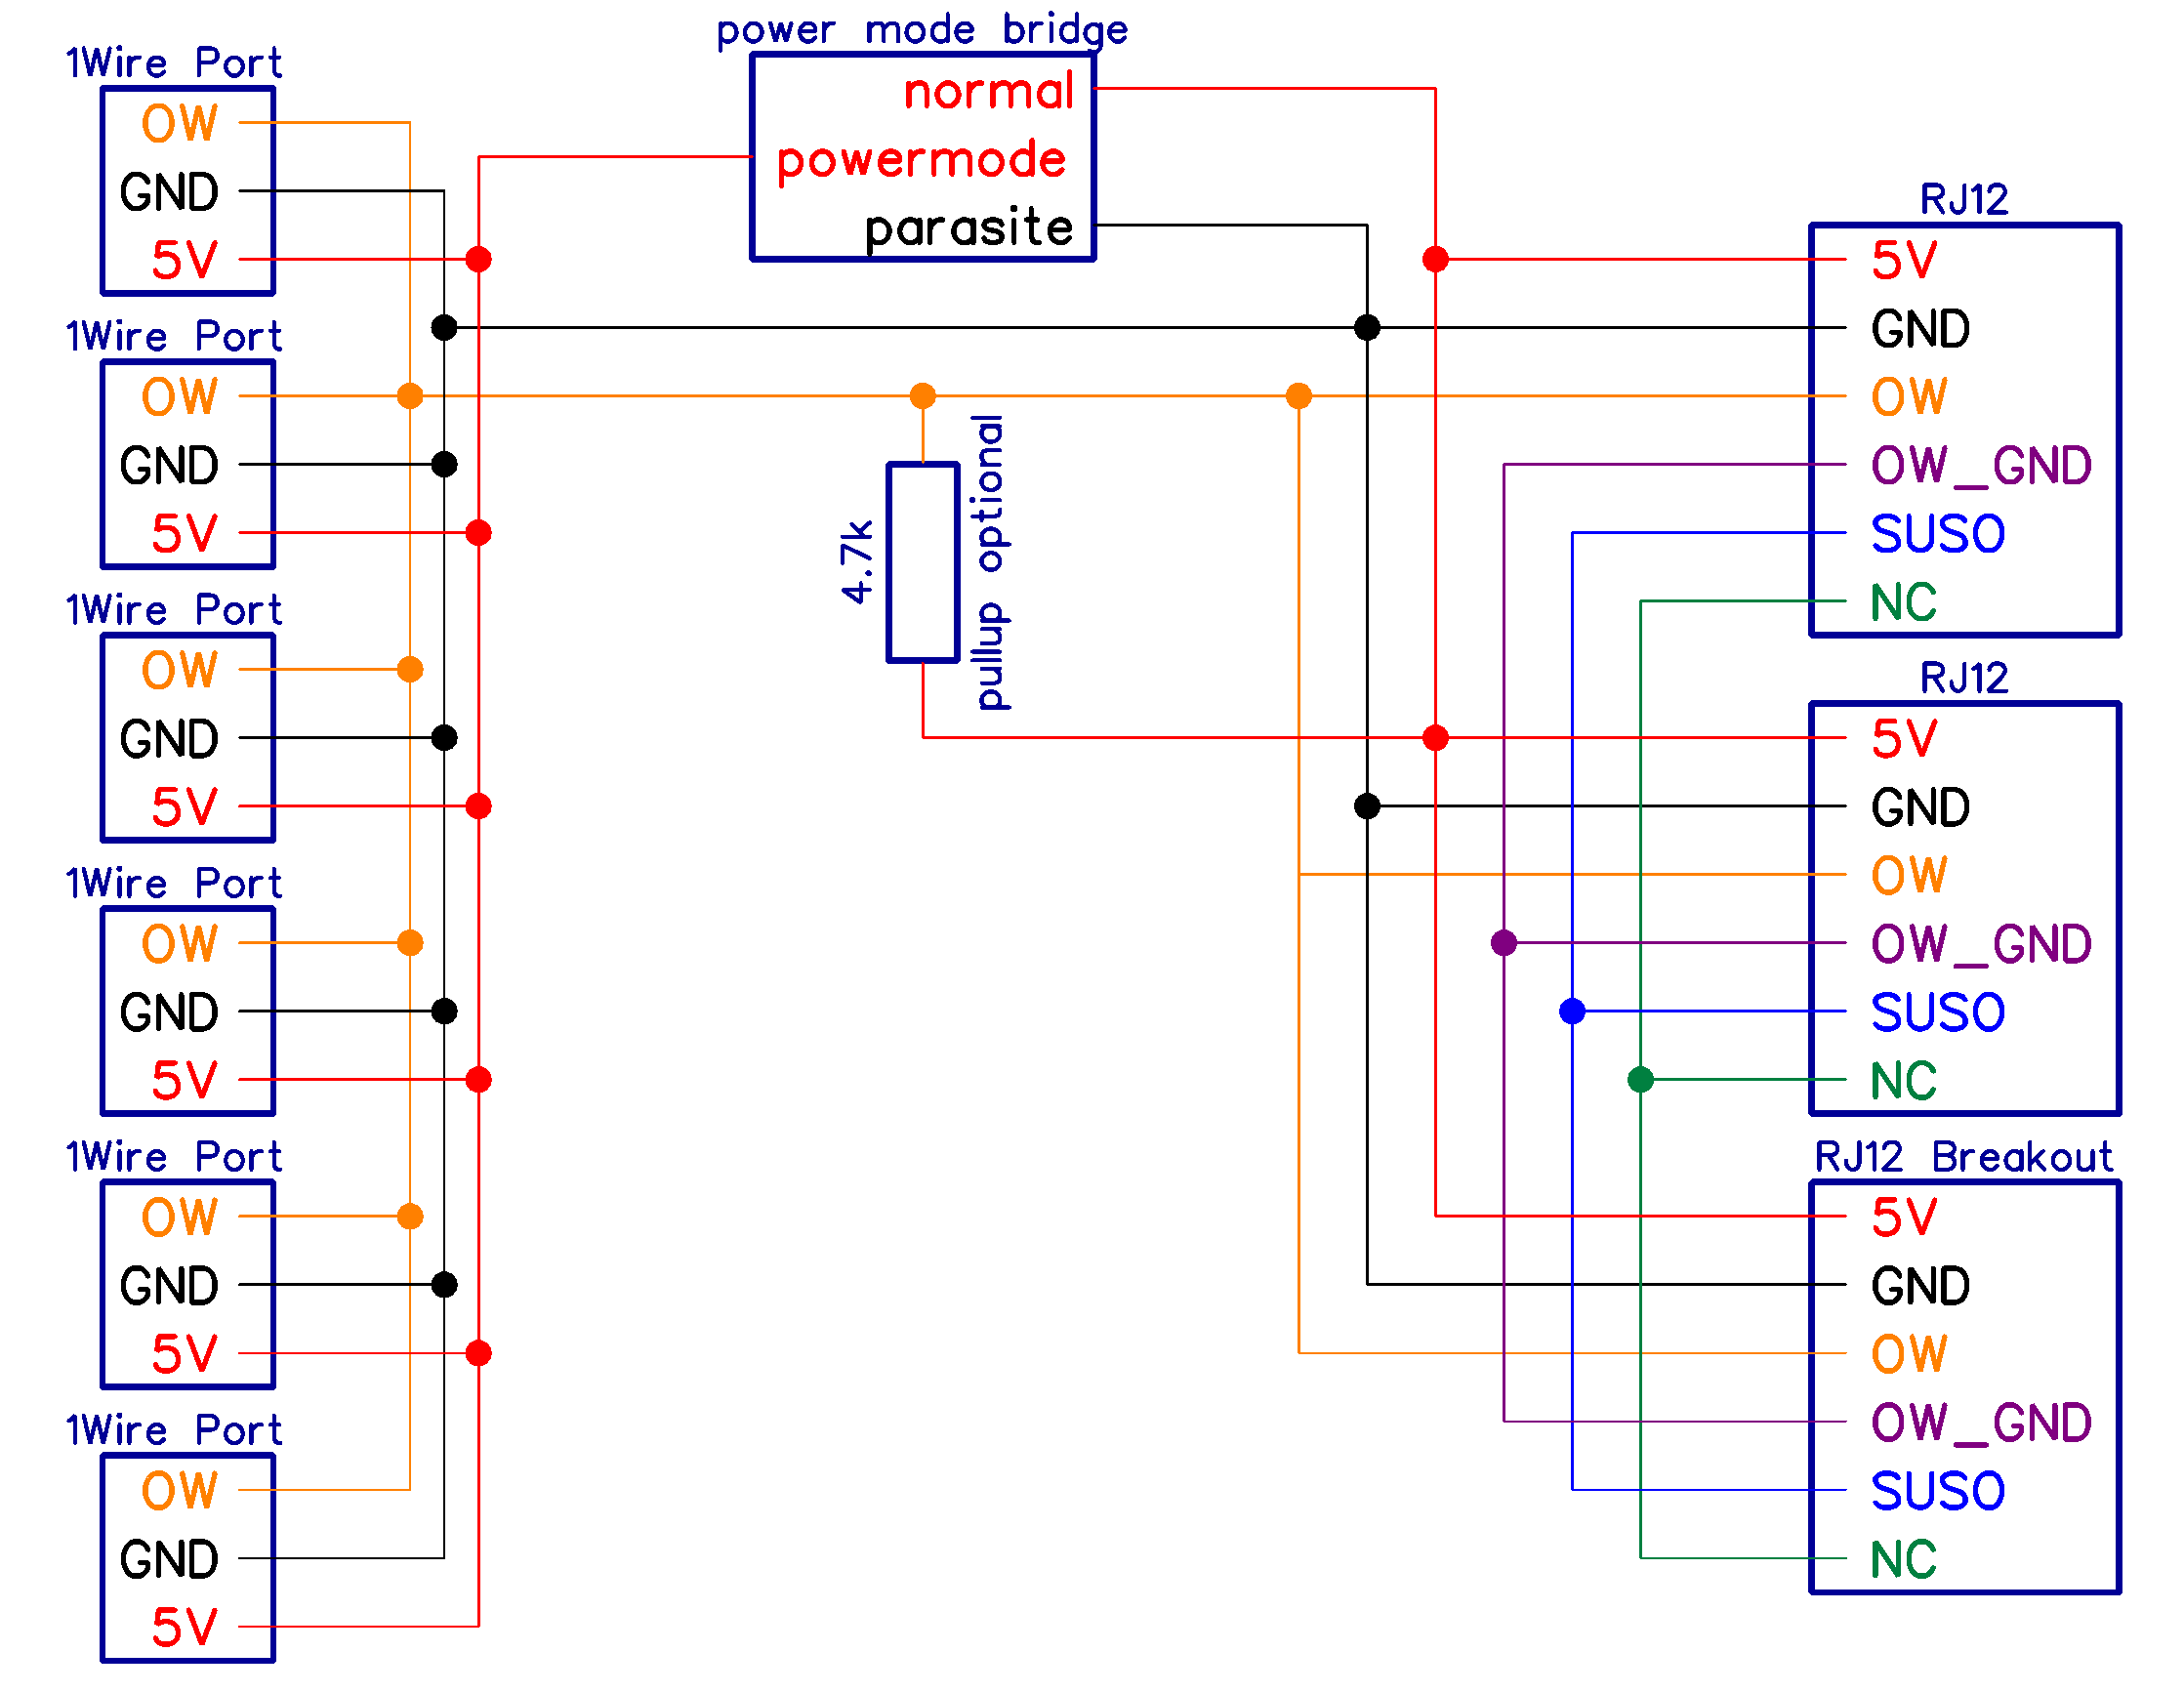 power mode bridge
normal
powermode
parasite
1Wire Port
OW
GND
5V
1Wire Port
OW
GND
5V
1Wire Port
OW
GND
5V
1Wire Port
OW
GND
5V
1Wire Port
OW
GND
5V
1Wire Port
OW
GND
5V
4.7k
pullup optional
RJ12
5V
GND
OW
OW_GND
SUSO
NC
RJ12
5V
GND
OW
OW_GND
SUSO
NC
RJ12 Breakout
5V
GND
OW
OW_GND
SUSO
NC